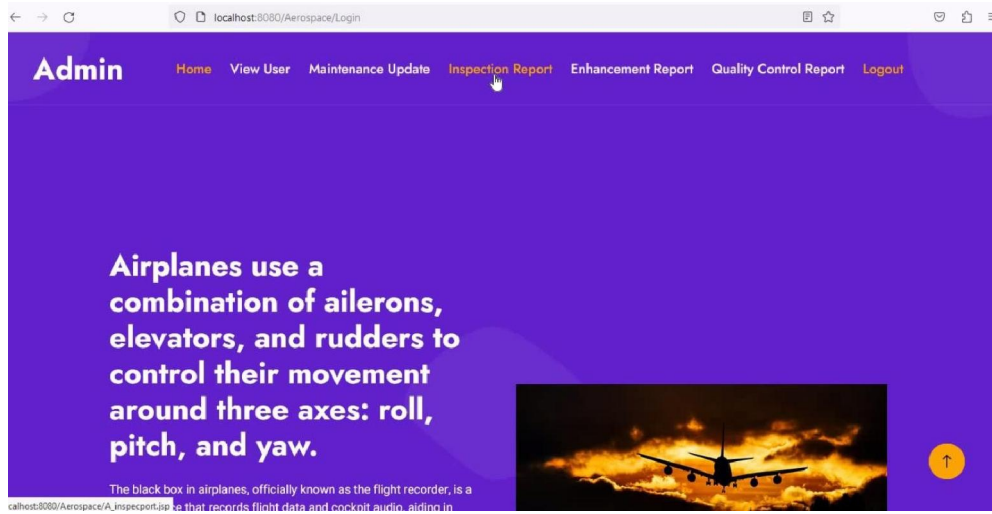 localhost:8080/Aerospace/Login
Admin Home View User Maintenance Update Inspection Report Enhancement Report Quality Control Report Logout
Airplanes use a
combination of ailerons,
elevators, and rudders to
control their movement
around three axes: roll,
pitch, and yaw.
The black box in airplanes, officially known as the flight recorder, is a
that records flight data and cockpit audio, aiding in
calhost:8080/Aerospace/A_inspecport.jsp